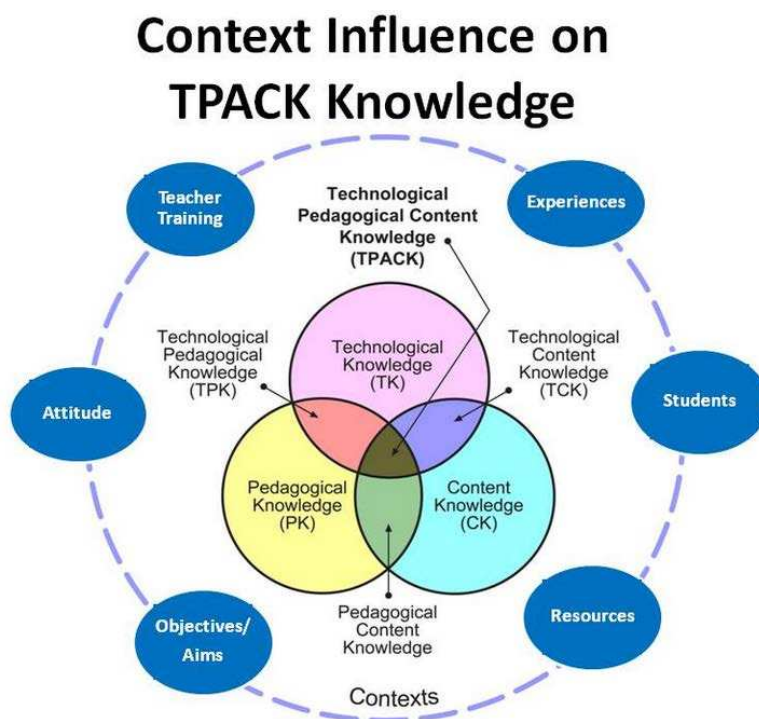 Context Influence on
TPACK Knowledge
Teacher
Training
Experiences
Technological
Pedagogical Content
Knowledge
(TPACK)
Technological
Pedagogical
Knowledge
(TPK)
Technological
Knowledge
(TK)
Technological
Content
Knowledge
(TCK)
Attitude
Students
Pedagogical
Knowledge
(PK)
Content
Knowledge
(CK)
Objectives/
Aims
Pedagogical
Content
Knowledge
Resources
Contexts